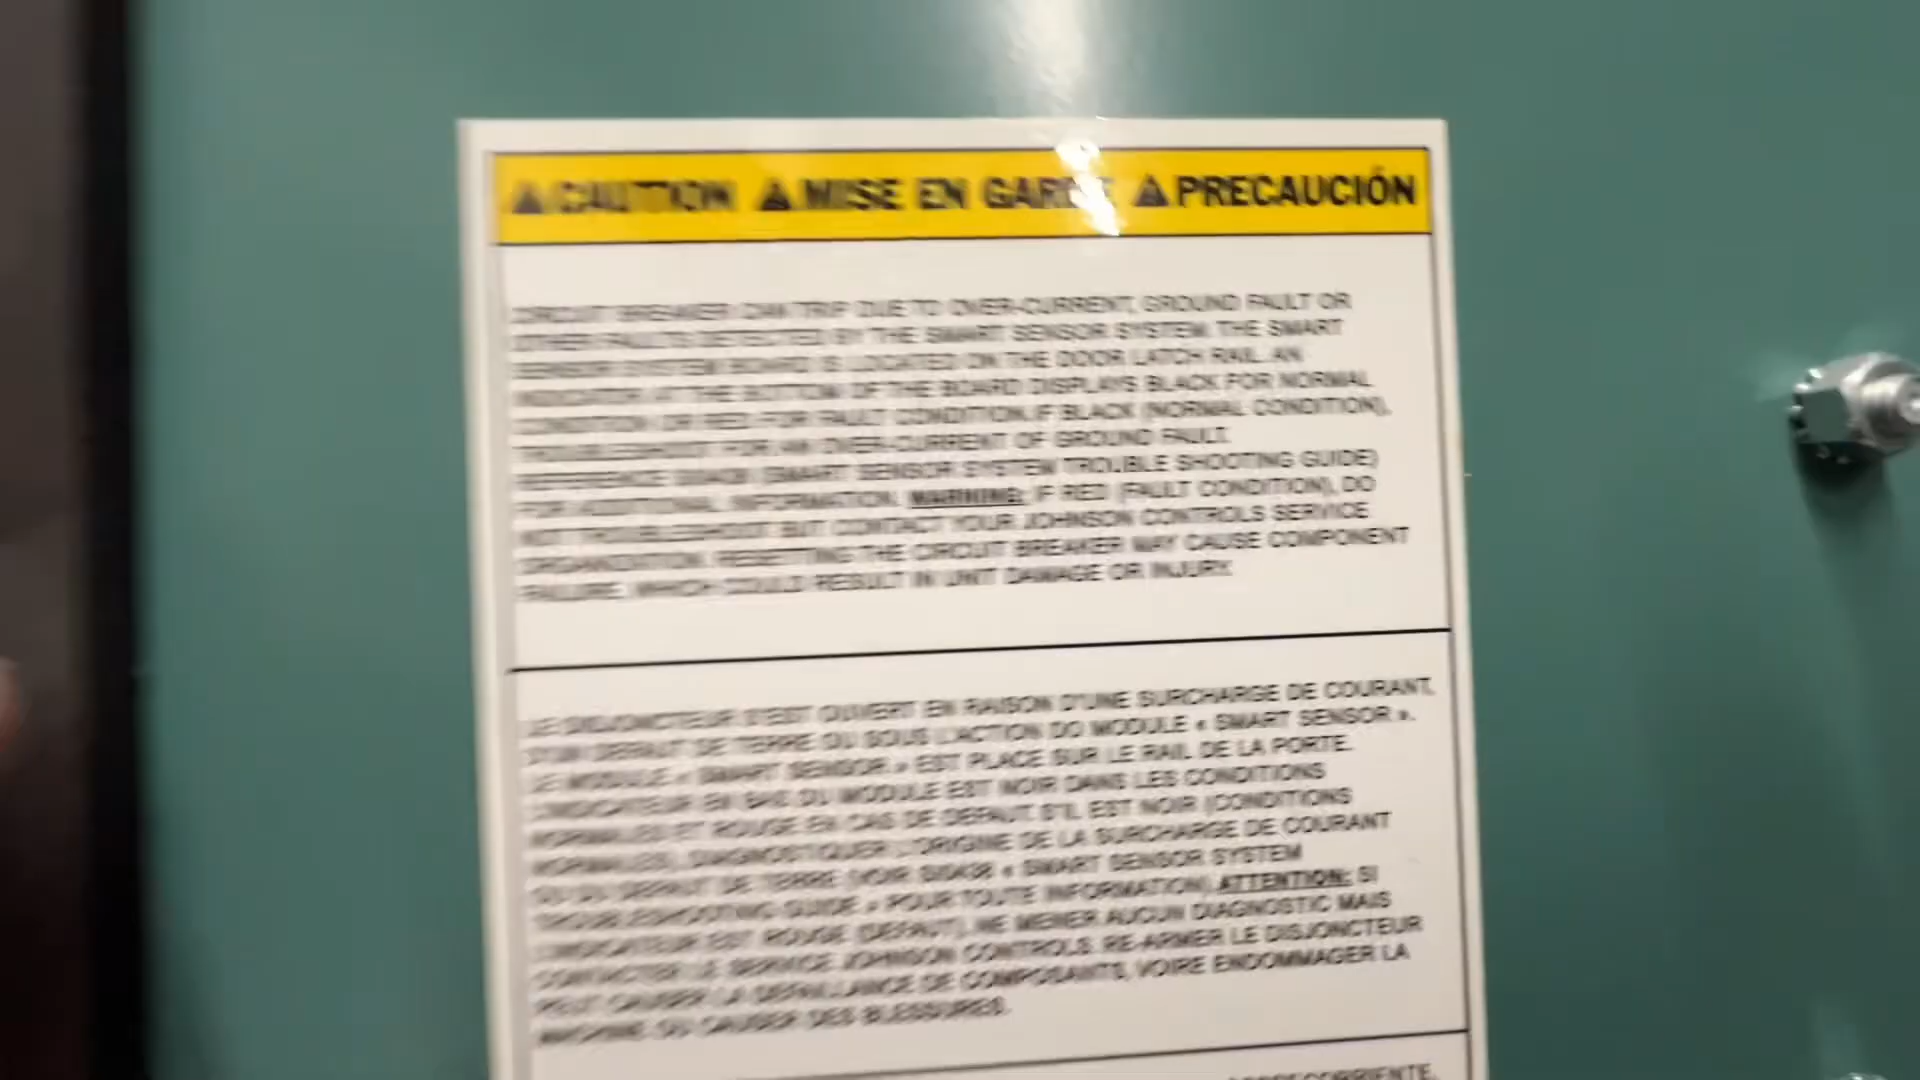 CAUTION MISE EN GARDE PRECAUCIÓN
CIRCUIT BREAKER CAN TRIP DUE TO OVER-CURRENT, GROUND FAULT OR
OTHER FAULTS DETECTED BY THE SMART SENSOR SYSTEM. THE SMART
SENSOR SYSTEM BOARD IS LOCATED ON THE DOOR LATCH RAIL. AN
INDICATOR AT THE BOTTOM OF THE BOARD DISPLAYS BLACK FOR NORMAL
CONDITION OR RED FOR FAULT CONDITION. IF BLACK (NORMAL CONDITION),
TROUBLESHOOT FOR AN OVER-CURRENT OF GROUND FAULT.
REFERENCE (SMART SENSOR SYSTEM TROUBLE SHOOTING GUIDE)
FOR ADDITIONAL INFORMATION. WARNING: IF RED (FAULT CONDITION), DO
NOT TROUBLESHOOT BUT CONTACT YOUR JOHNSON CONTROLS SERVICE
ORGANIZATION. RESETTING THE CIRCUIT BREAKER MAY CAUSE COMPONENT
FAILURE, WHICH COULD RESULT IN UNIT DAMAGE OR INJURY.
LE DISJONCTEUR S'EST OUVERT EN RAISON D'UNE SURCHARGE DE COURANT,
D'UN DEFAUT DE TERRE OU SOUS L'ACTION DO MODULE « SMART SENSOR ».
LE MODULE « SMART SENSOR » EST PLACE SUR LE RAIL DE LA PORTE.
L'INDICATEUR EN BAS DU MODULE EST NOIR DANS LES CONDITIONS
NORMALES ET ROUGE EN CAS DE DEFAUT. S'IL EST NOIR (CONDITIONS
NORMALES), DIAGNOSTIQUER L'ORIGINE DE LA SURCHARGE DE COURANT
OU DU DEFAUT DE TERRE (VOIR « SMART SENSOR SYSTEM
TROUBLESHOOTING GUIDE » POUR TOUTE INFORMATION). ATTENTION: SI
L'INDICATEUR EST ROUGE (DEFAUT), NE MENER AUCUN DIAGNOSTIC MAIS
CONTACTER LE SERVICE JOHNSON CONTROLS. RE-ARMER LE DISJONCTEUR
PEUT CAUSER LA DEFAILLANCE DE COMPOSANTS, VOIRE ENDOMMAGER LA
MACHINE OU CAUSER DES BLESSURES.